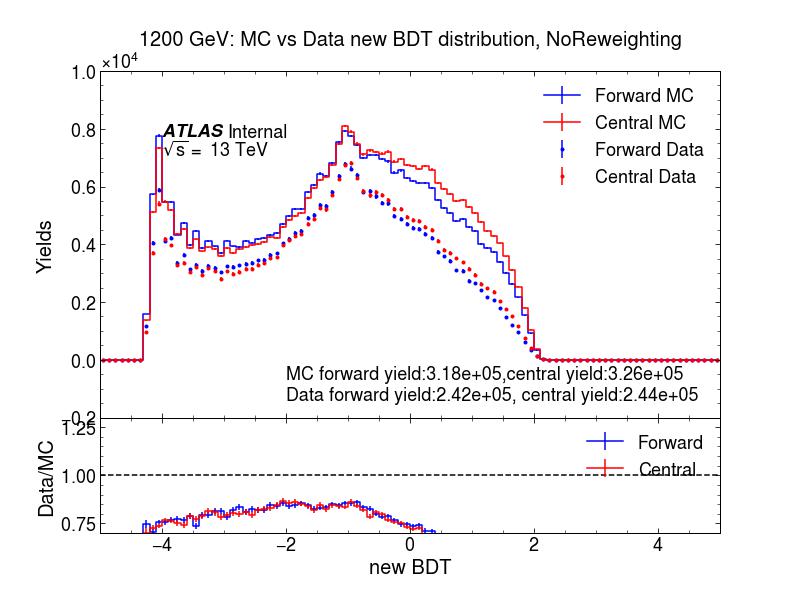 1200 GeV: MC vs Data new BDT distribution, NoReweighting
×10⁴
1.0
0.8
0.6
0.4
0.2
0.0
−0.2
Yields
ATLAS Internal
√s = 13 TeV
Forward MC
Central MC
Forward Data
Central Data
MC forward yield:3.18e+05,central yield:3.26e+05
Data forward yield:2.42e+05, central yield:2.44e+05
1.25
1.00
0.75
Data/MC
Forward
Central
−4
−2
0
2
4
new BDT